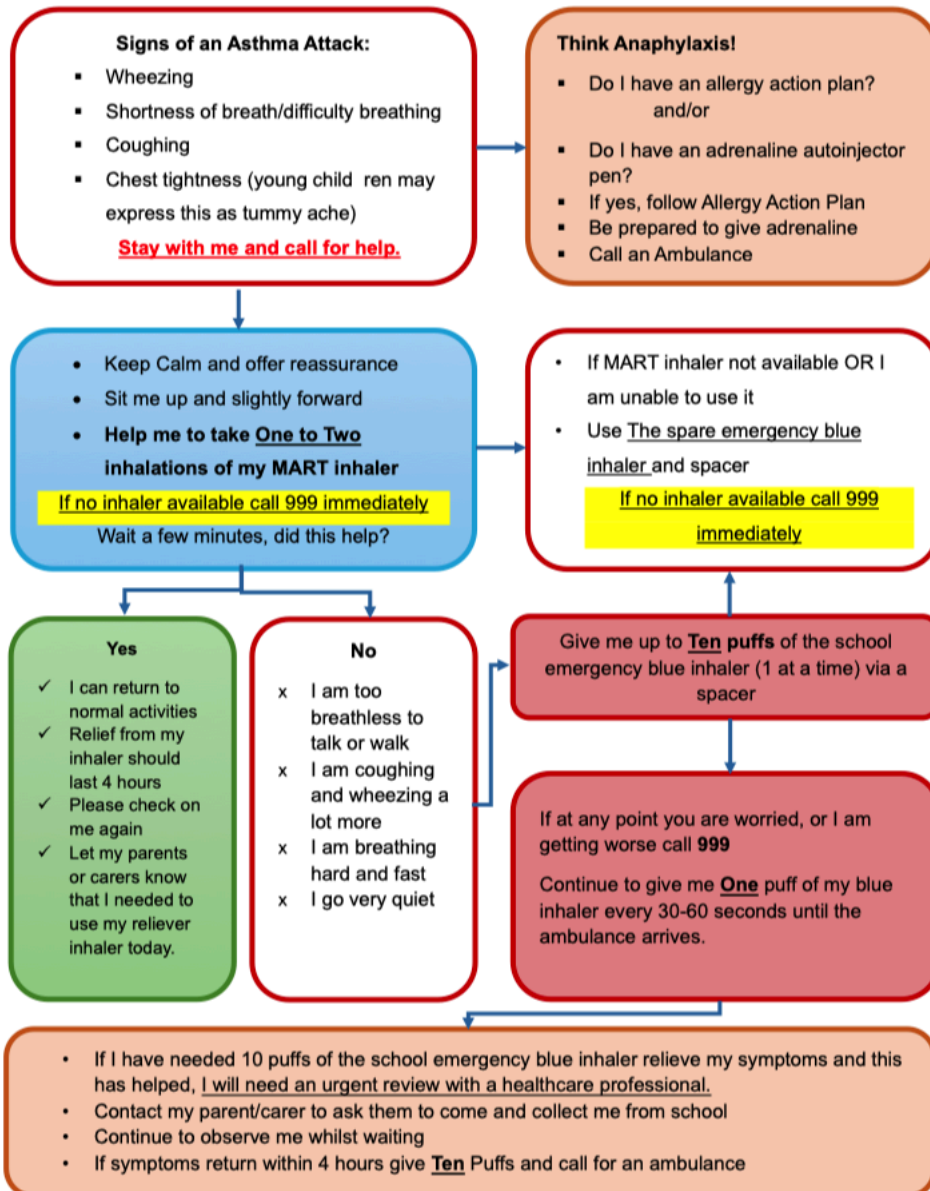 Signs of an Asthma Attack:
▪ Wheezing
▪ Shortness of breath/difficulty breathing
▪ Coughing
▪ Chest tightness (young child ren may
express this as tummy ache)
Stay with me and call for help.
Think Anaphylaxis!
▪ Do I have an allergy action plan?
and/or
▪ Do I have an adrenaline autoinjector
pen?
▪ If yes, follow Allergy Action Plan
▪ Be prepared to give adrenaline
▪ Call an Ambulance
• Keep Calm and offer reassurance
• Sit me up and slightly forward
• Help me to take One to Two
inhalations of my MART inhaler
If no inhaler available call 999 immediately
Wait a few minutes, did this help?
• If MART inhaler not available OR I
am unable to use it
• Use The spare emergency blue
inhaler and spacer
If no inhaler available call 999
immediately
Yes
✓ I can return to
normal activities
✓ Relief from my
inhaler should
last 4 hours
✓ Please check on
me again
✓ Let my parents
or carers know
that I needed to
use my reliever
inhaler today.
No
x I am too
breathless to
talk or walk
x I am coughing
and wheezing a
lot more
x I am breathing
hard and fast
x I go very quiet
Give me up to Ten puffs of the school
emergency blue inhaler (1 at a time) via a
spacer
If at any point you are worried, or I am
getting worse call 999
Continue to give me One puff of my blue
inhaler every 30-60 seconds until the
ambulance arrives.
• If I have needed 10 puffs of the school emergency blue inhaler relieve my symptoms and this
has helped, I will need an urgent review with a healthcare professional.
• Contact my parent/carer to ask them to come and collect me from school
• Continue to observe me whilst waiting
• If symptoms return within 4 hours give Ten Puffs and call for an ambulance